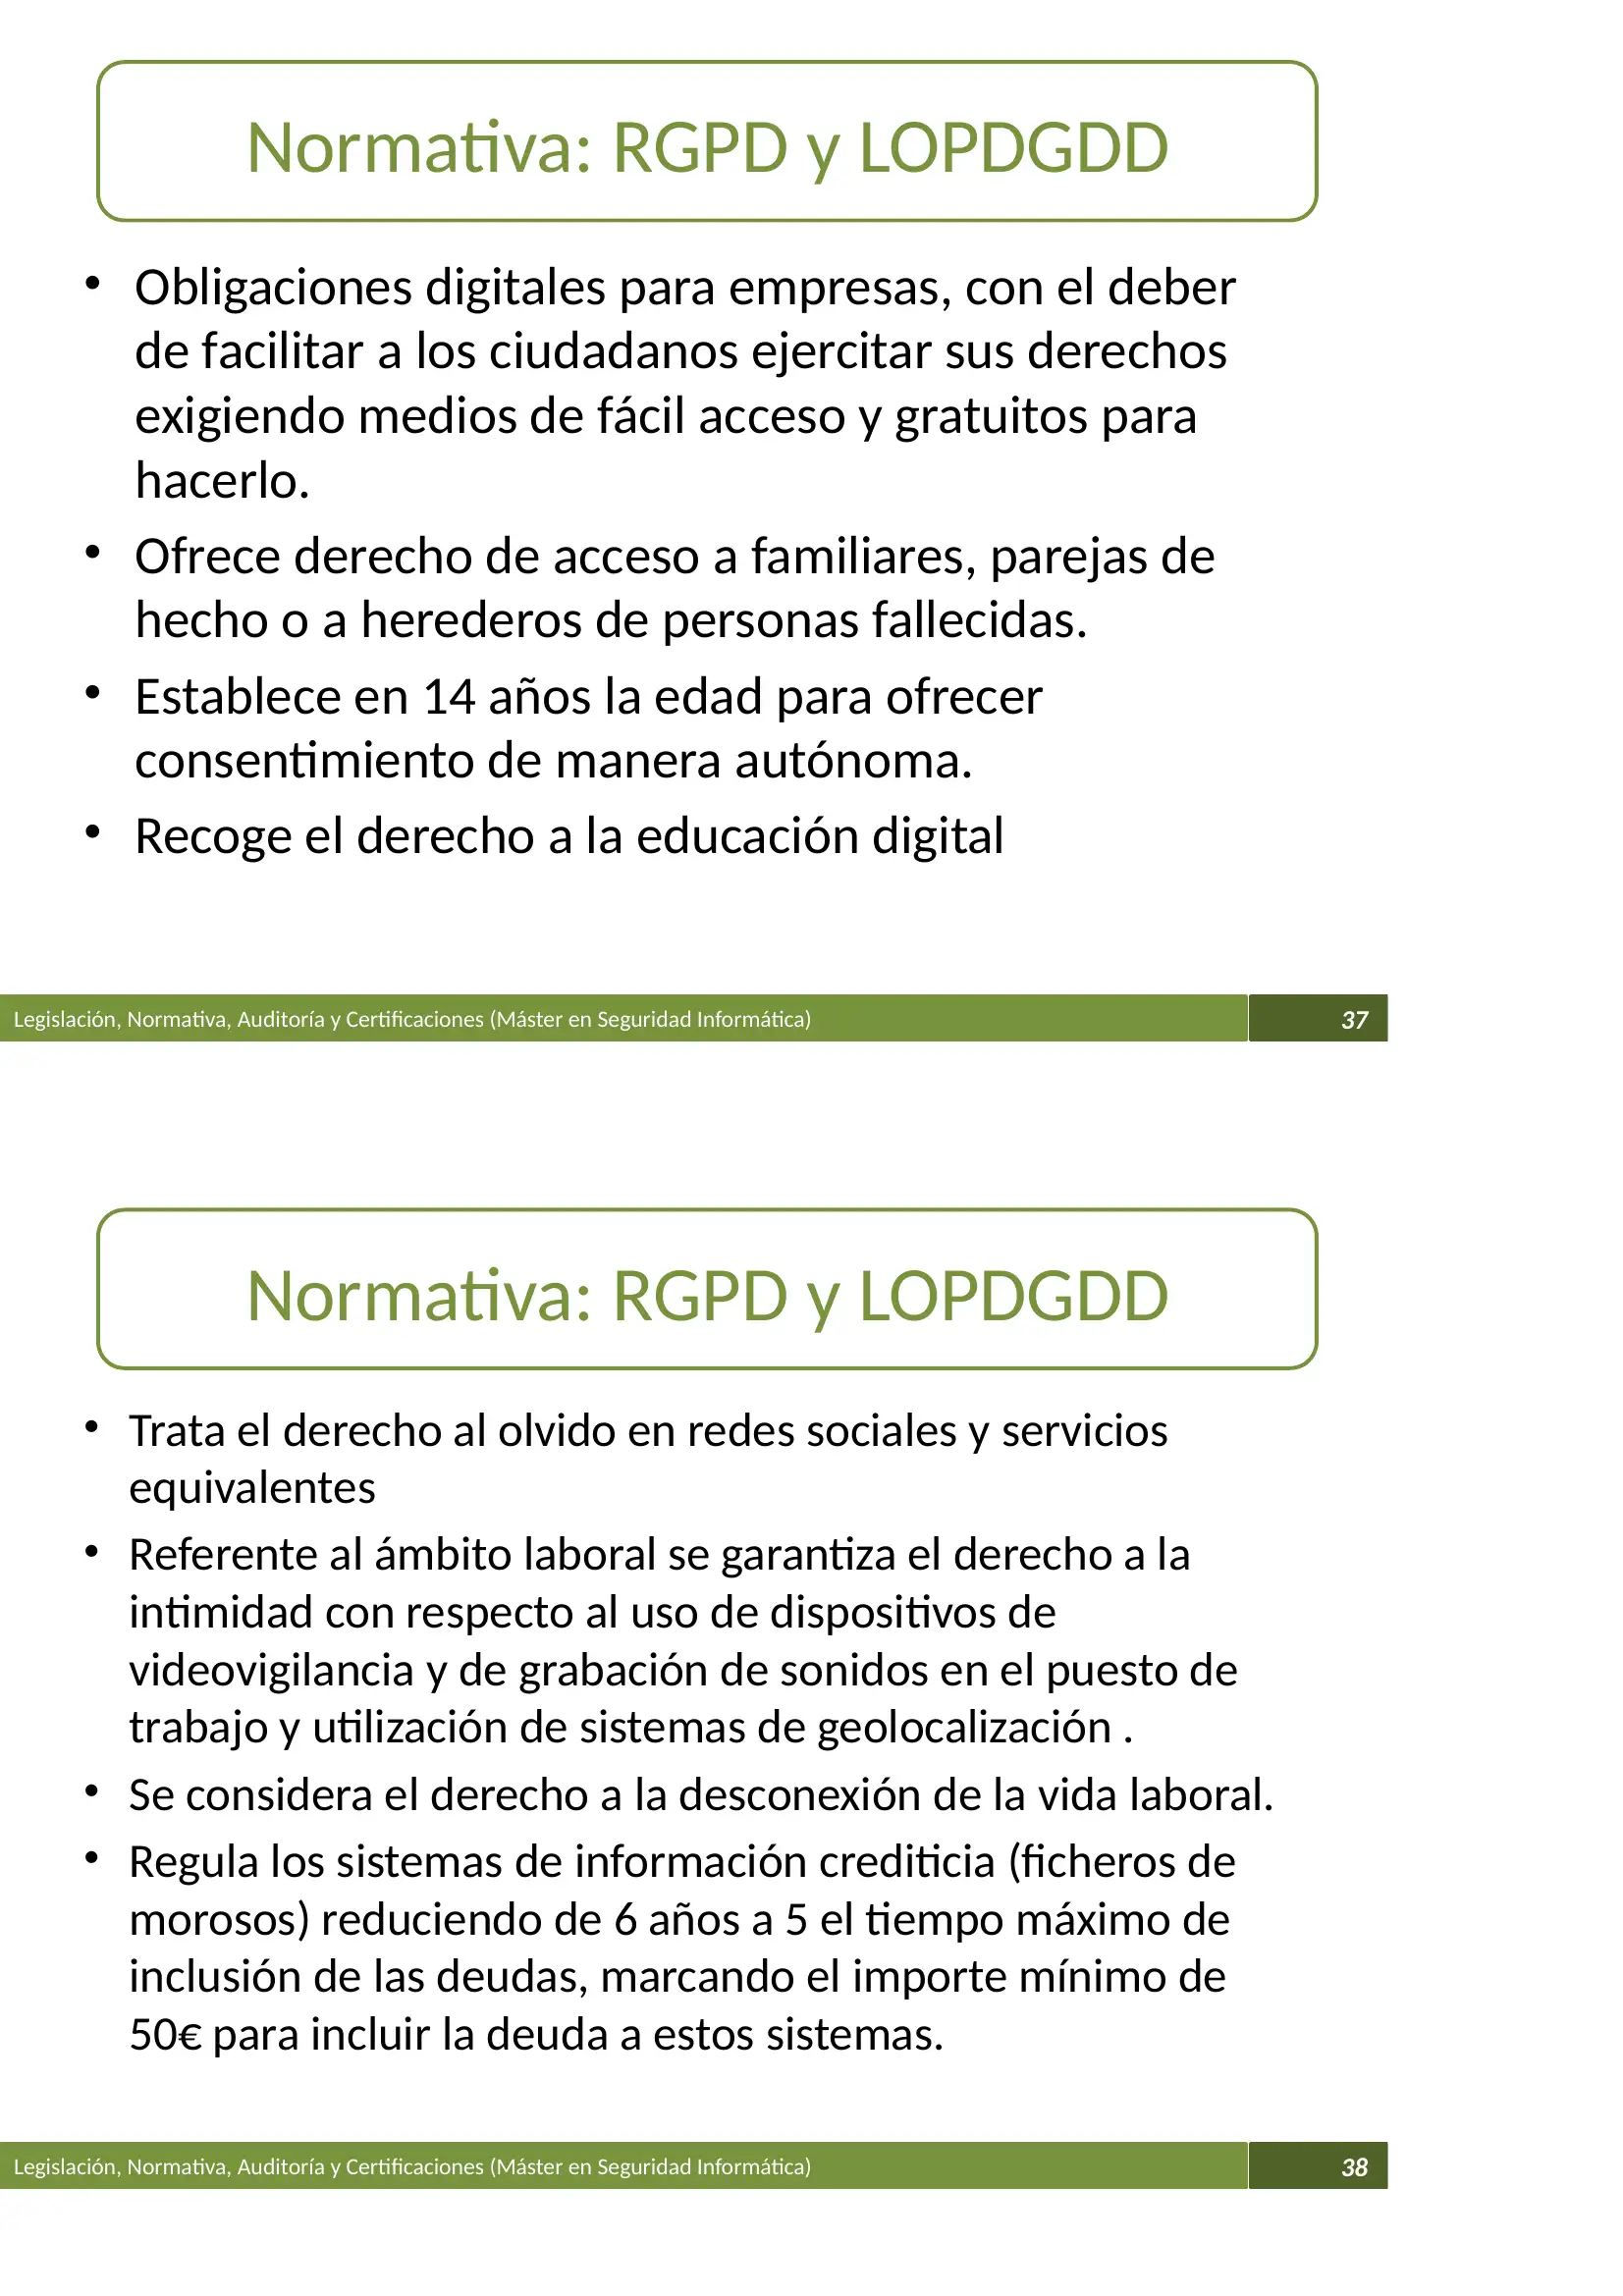 Normativa: RGPD y LOPDGDD
• Obligaciones digitales para empresas, con el deber
de facilitar a los ciudadanos ejercitar sus derechos
exigiendo medios de fácil acceso y gratuitos para
hacerlo.
• Ofrece derecho de acceso a familiares, parejas de
hecho o a herederos de personas fallecidas.
• Establece en 14 años la edad para ofrecer
consentimiento de manera autónoma.
• Recoge el derecho a la educación digital
Legislación, Normativa, Auditoría y Certificaciones (Máster en Seguridad Informática) 37
Normativa: RGPD y LOPDGDD
• Trata el derecho al olvido en redes sociales y servicios
equivalentes
• Referente al ámbito laboral se garantiza el derecho a la
intimidad con respecto al uso de dispositivos de
videovigilancia y de grabación de sonidos en el puesto de
trabajo y utilización de sistemas de geolocalización .
• Se considera el derecho a la desconexión de la vida laboral.
• Regula los sistemas de información crediticia (ficheros de
morosos) reduciendo de 6 años a 5 el tiempo máximo de
inclusión de las deudas, marcando el importe mínimo de
50€ para incluir la deuda a estos sistemas.
Legislación, Normativa, Auditoría y Certificaciones (Máster en Seguridad Informática) 38